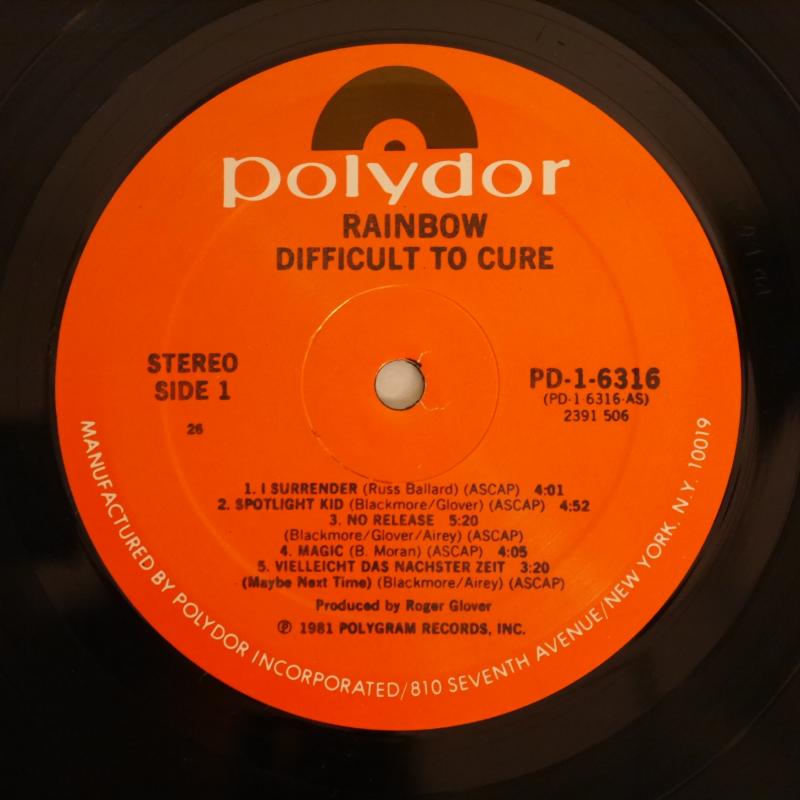 polydor
RAINBOW
DIFFICULT TO CURE
STEREO
SIDE 1
26
PD-1-6316
(PD-1 6316-AS)
2391 506
1. I SURRENDER (Russ Ballard) (ASCAP) 4:01
2. SPOTLIGHT KID (Blackmore/Glover) (ASCAP) 4:52
3. NO RELEASE 5:20
(Blackmore/Glover/Airey) (ASCAP)
4. MAGIC (B. Moran) (ASCAP) 4:05
5. VIELLEICHT DAS NACHSTER ZEIT 3:20
(Maybe Next Time) (Blackmore/Airey) (ASCAP)
Produced by Roger Glover
℗ 1981 POLYGRAM RECORDS, INC.
MANUFACTURED BY POLYDOR INCORPORATED/810 SEVENTH AVENUE/NEW YORK, N.Y. 10019